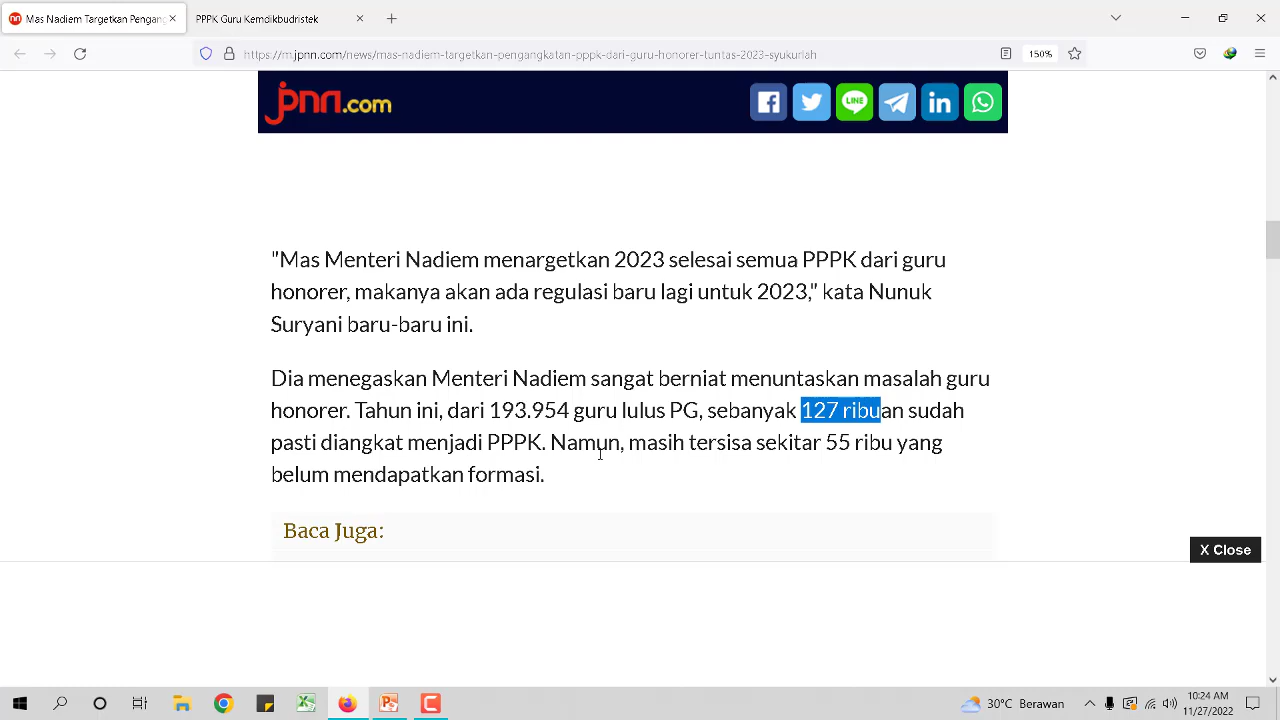 Mas Nadiem Targetkan Pengang
PPPK Guru Kemdikbudristek
https://m.jpnn.com/news/mas-nadiem-targetkan-pengangkatan-pppk-dari-guru-honorer-tuntas-2023-syukurlah
150%
jpnn.com
LINE
"Mas Menteri Nadiem menargetkan 2023 selesai semua PPPK dari guru
honorer, makanya akan ada regulasi baru lagi untuk 2023," kata Nunuk
Suryani baru-baru ini.
Dia menegaskan Menteri Nadiem sangat berniat menuntaskan masalah guru
honorer. Tahun ini, dari 193.954 guru lulus PG, sebanyak 127 ribuan sudah
pasti diangkat menjadi PPPK. Namun, masih tersisa sekitar 55 ribu yang
belum mendapatkan formasi.
Baca Juga:
X Close
30°C Berawan
10:24 AM
11/27/2022